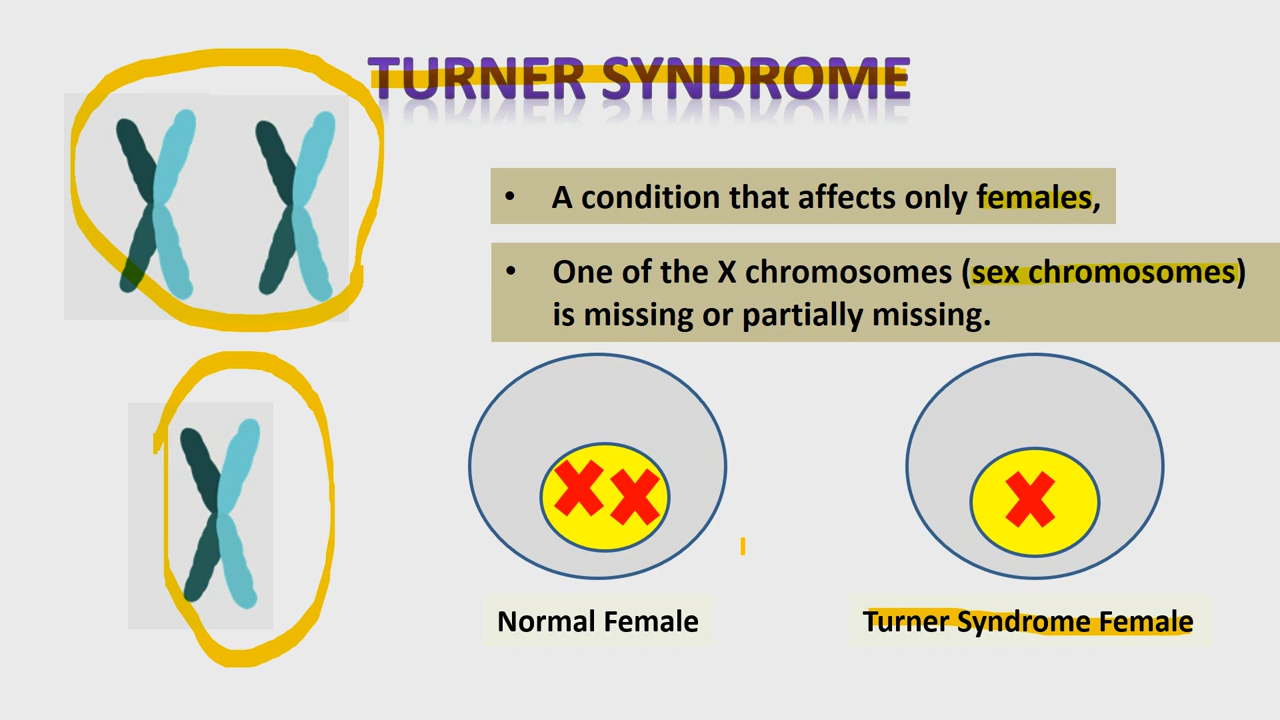 TURNER SYNDROME
• A condition that affects only females,
• One of the X chromosomes (sex chromosomes)
is missing or partially missing.
Normal Female
Turner Syndrome Female